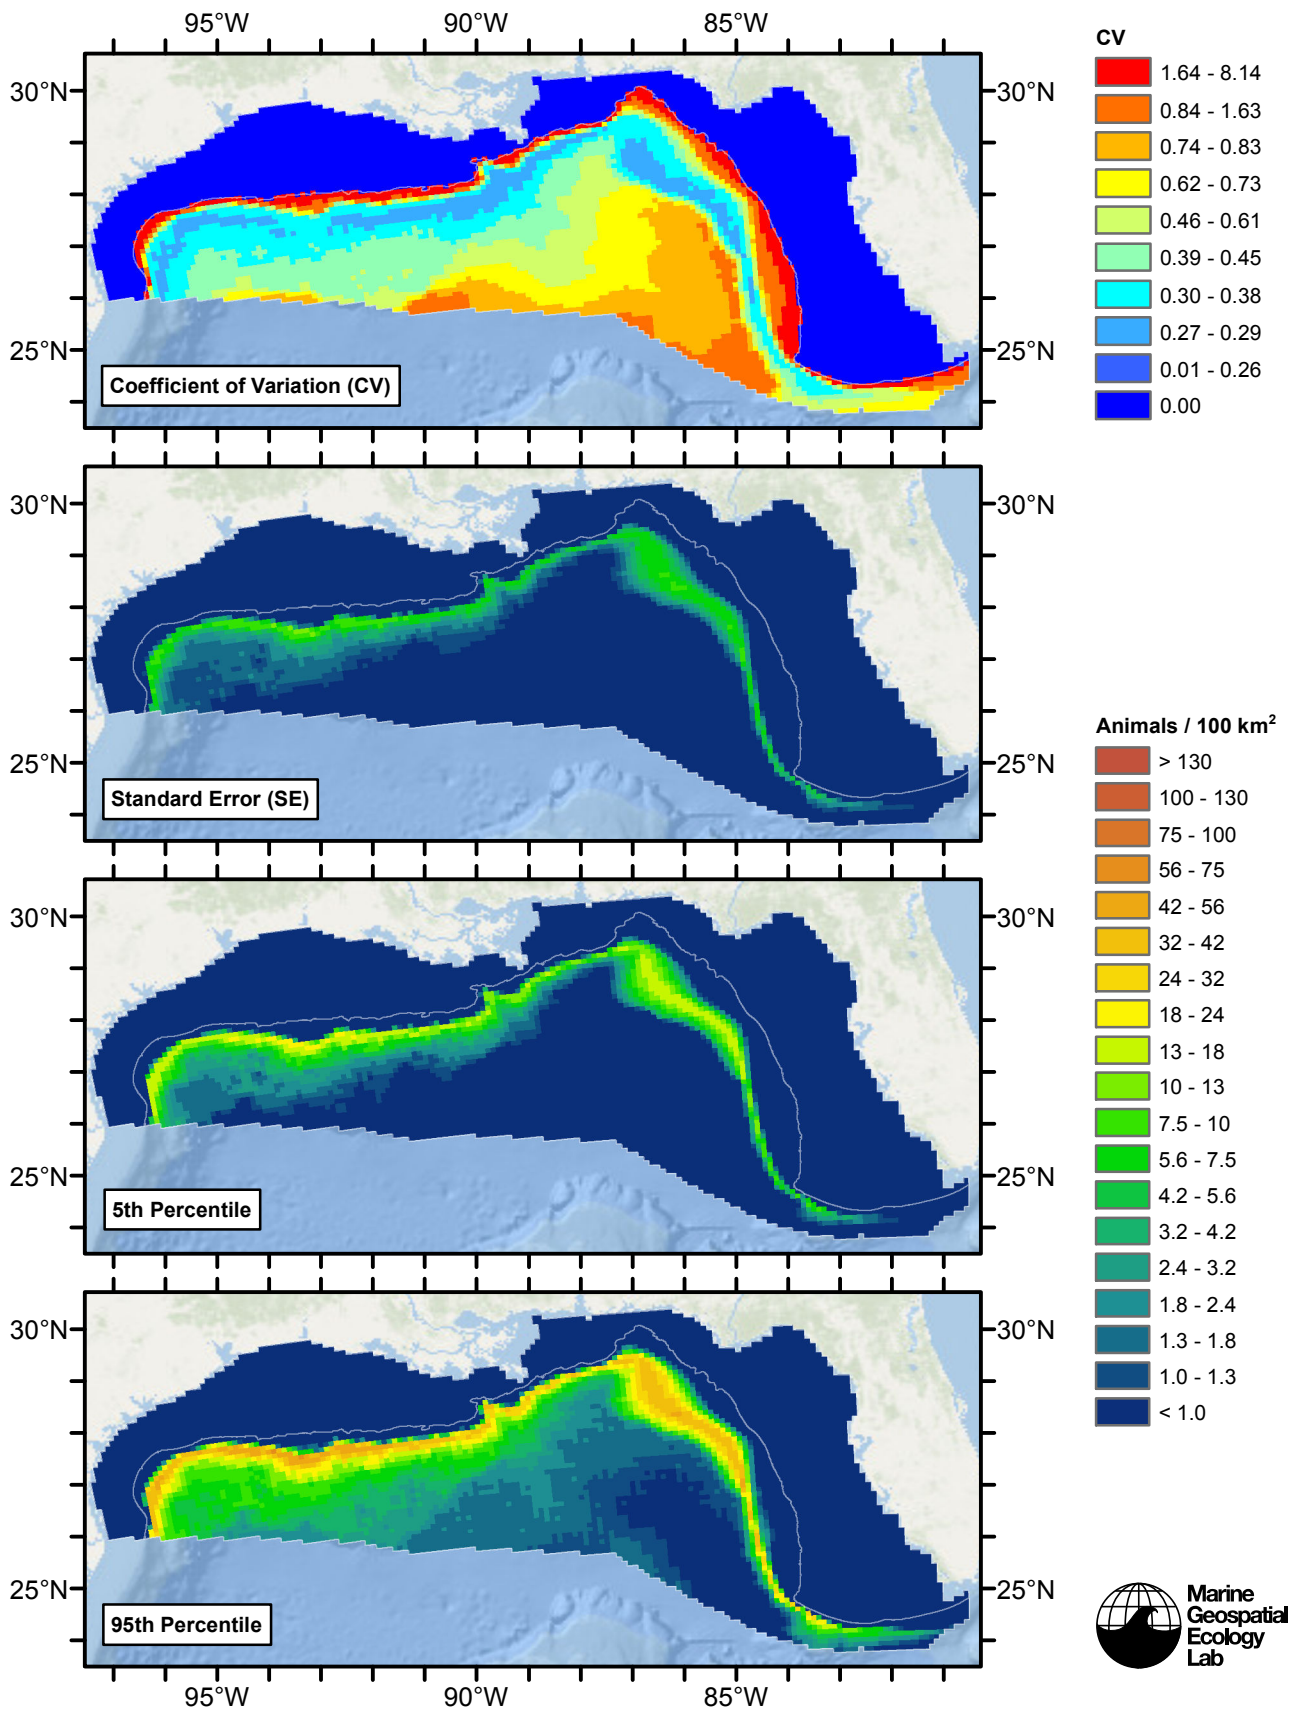 95°W 90°W 85°W
30°N 30°N
25°N 25°N
Coefficient of Variation (CV)
CV
1.64 - 8.14
0.84 - 1.63
0.74 - 0.83
0.62 - 0.73
0.46 - 0.61
0.39 - 0.45
0.30 - 0.38
0.27 - 0.29
0.01 - 0.26
0.00
30°N 30°N
25°N 25°N
Standard Error (SE)
30°N 30°N
25°N 25°N
5th Percentile
Animals / 100 km²
> 130
100 - 130
75 - 100
56 - 75
42 - 56
32 - 42
24 - 32
18 - 24
13 - 18
10 - 13
7.5 - 10
5.6 - 7.5
4.2 - 5.6
3.2 - 4.2
2.4 - 3.2
1.8 - 2.4
1.3 - 1.8
1.0 - 1.3
< 1.0
30°N 30°N
25°N 25°N
95th Percentile
95°W 90°W 85°W
Marine
Geospatial
Ecology
Lab